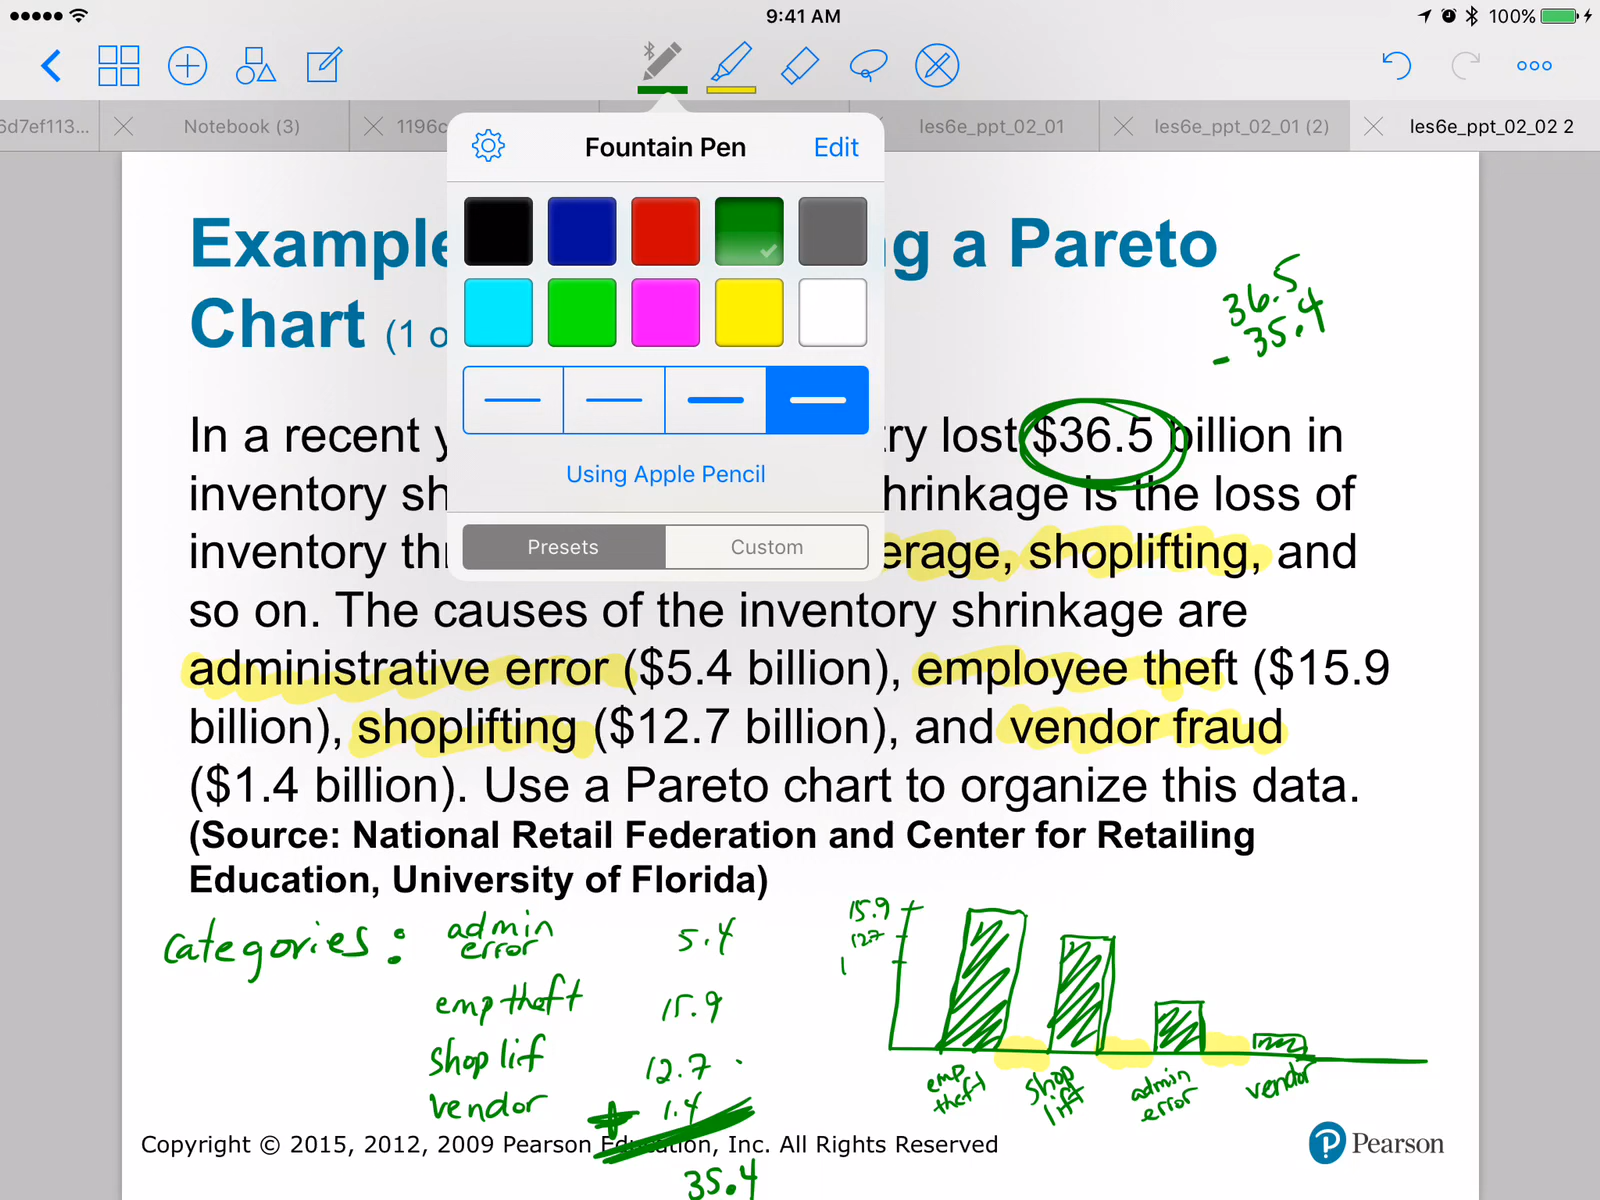 9:41 AM
100%
6d7ef113...
Notebook (3)
1196c
les6e_ppt_02_01
les6e_ppt_02_01 (2)
les6e_ppt_02_02 2
Fountain Pen
Edit
Using Apple Pencil
Presets
Custom
Example
g a Pareto
Chart (1 o
36.5
- 35.4
In a recent y
ry lost $36.5 billion in
inventory sh
hrinkage is the loss of
inventory thr
erage, shoplifting, and
so on. The causes of the inventory shrinkage are
administrative error ($5.4 billion), employee theft ($15.9
billion), shoplifting ($12.7 billion), and vendor fraud
($1.4 billion). Use a Pareto chart to organize this data.
(Source: National Retail Federation and Center for Retailing
Education, University of Florida)
categories: admin error 5.4
emp theft 15.9
shop lif 12.7
vendor + 1.4
35.4
15.9
12.7
1
emp theft
shop lift
admin error
vendor
Copyright © 2015, 2012, 2009 Pearson Education, Inc. All Rights Reserved
P Pearson